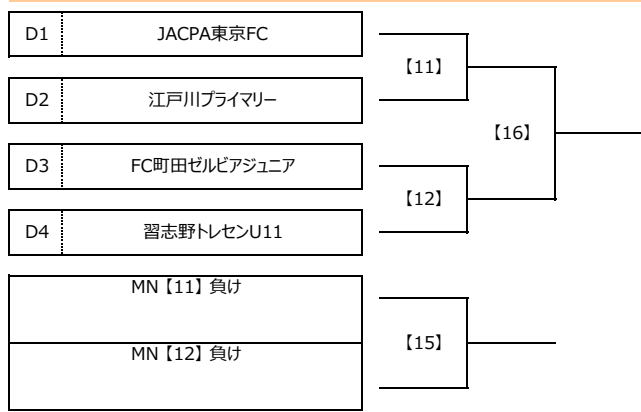 D1 JACPA東京FC
【11】
D2 江戸川プライマリー
【16】
D3 FC町田ゼルビアジュニア
【12】
D4 習志野トレセンU11
MN【11】負け
【15】
MN【12】負け